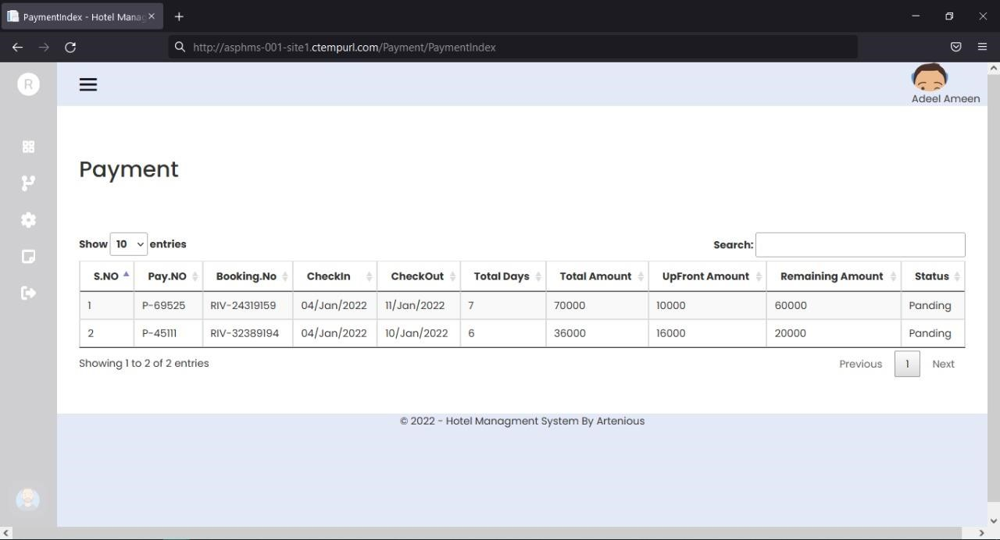 PaymentIndex - Hotel Manag
http://asphms-001-site1.ctempurl.com/Payment/PaymentIndex
R
Adeel Ameen
Payment
Show 10 entries
Search:
S.NO Pay.NO Booking.No CheckIn CheckOut Total Days Total Amount UpFront Amount Remaining Amount Status
1 P-69525 RIV-24319159 04/Jan/2022 11/Jan/2022 7 70000 10000 60000 Panding
2 P-45111 RIV-32389194 04/Jan/2022 10/Jan/2022 6 36000 16000 20000 Panding
Showing 1 to 2 of 2 entries
Previous 1 Next
© 2022 - Hotel Managment System By Artenious